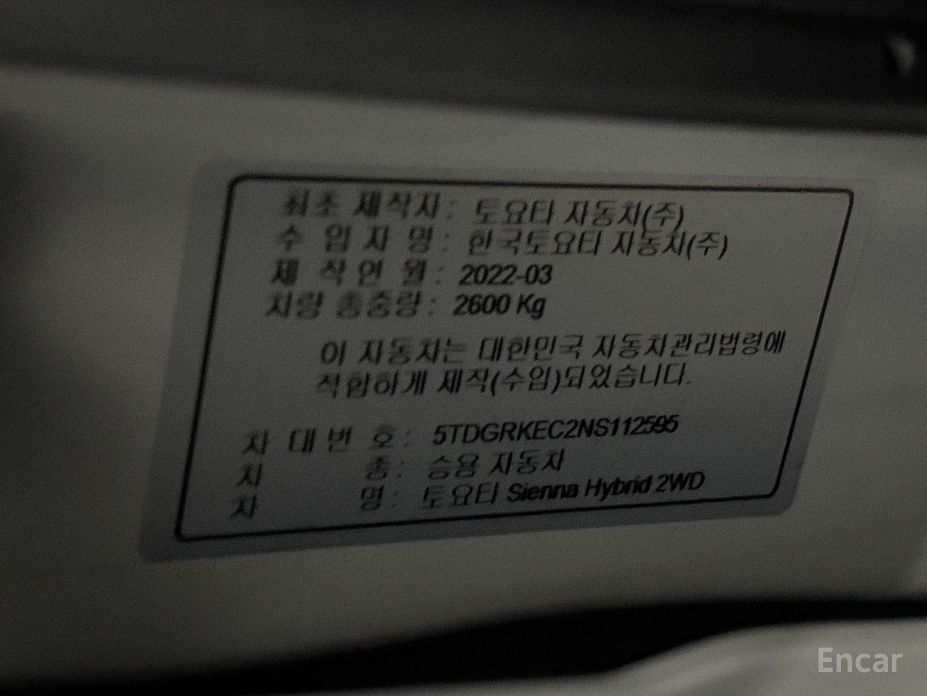 최초 제작자 : 토요타 자동차(주)
수 입 자 명 : 한국토요타 자동차(주)
제 작 연 월 : 2022-03
차량 총중량 : 2600 Kg
이 자동차는 대한민국 자동차관리법령에
적합하게 제작(수입)되었습니다.
차 대 번 호 : 5TDGRKEC2NS112595
차 종 : 승용 자동차
차 명 : 토요타 Sienna Hybrid 2WD
Encar